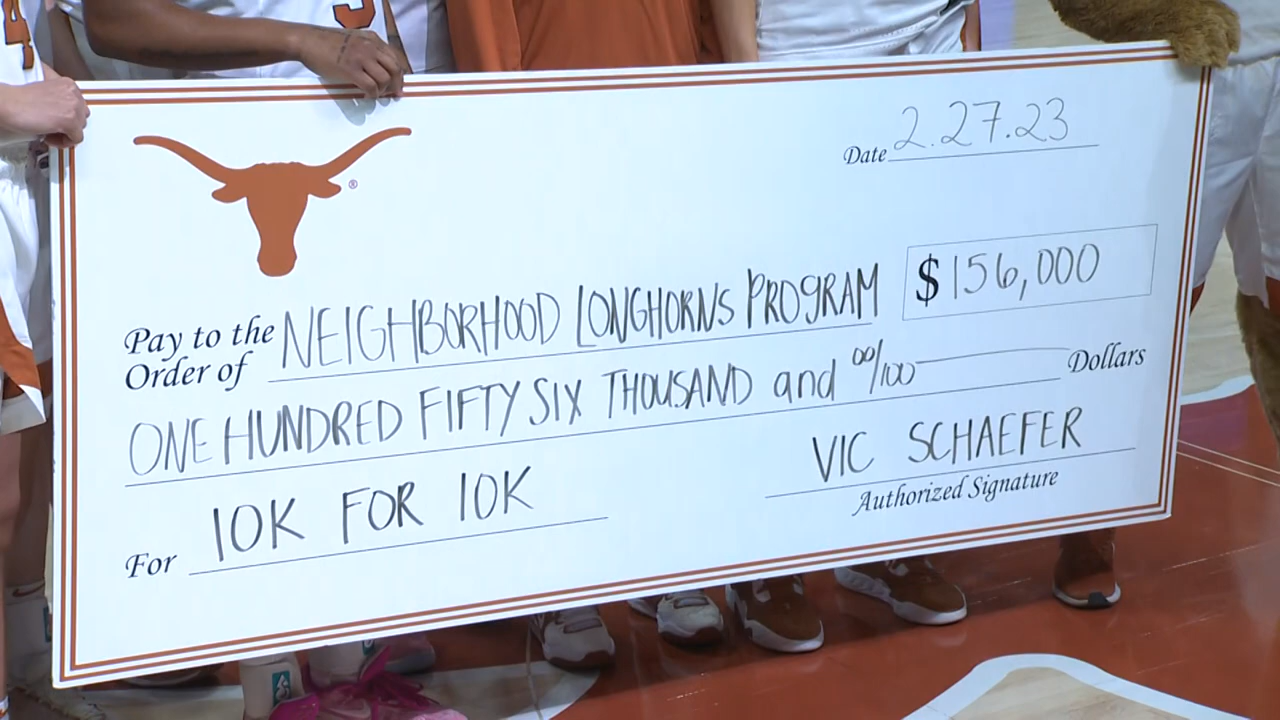 Date 2.27.23
®
Pay to the
Order of NEIGHBORHOOD LONGHORNS PROGRAM $156,000
ONE HUNDRED FIFTY SIX THOUSAND and 00/100 Dollars
VIC SCHAEFER
Authorized Signature
For 10K FOR 10K